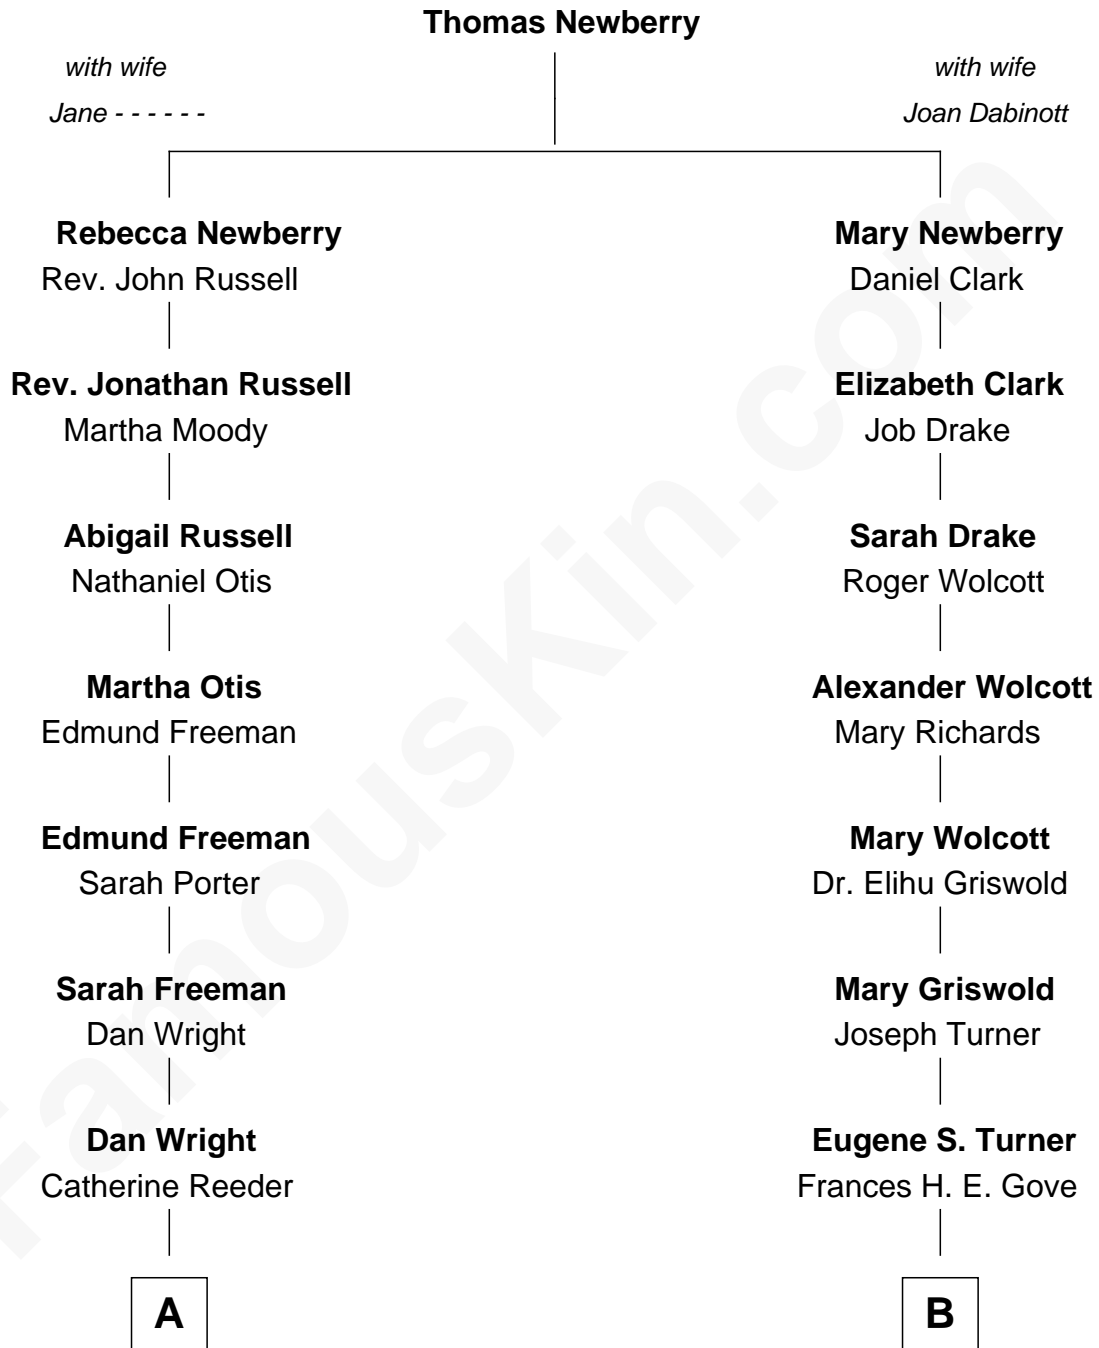 Thomas Newberry
with wife
Jane - - - - - -
with wife
Joan Dabinott
Rebecca Newberry
Rev. John Russell
Mary Newberry
Daniel Clark
Rev. Jonathan Russell
Martha Moody
Elizabeth Clark
Job Drake
Abigail Russell
Nathaniel Otis
Sarah Drake
Roger Wolcott
Martha Otis
Edmund Freeman
Alexander Wolcott
Mary Richards
Edmund Freeman
Sarah Porter
Mary Wolcott
Dr. Elihu Griswold
Sarah Freeman
Dan Wright
Mary Griswold
Joseph Turner
Dan Wright
Catherine Reeder
Eugene S. Turner
Frances H. E. Gove
A
B
FamousKin.com